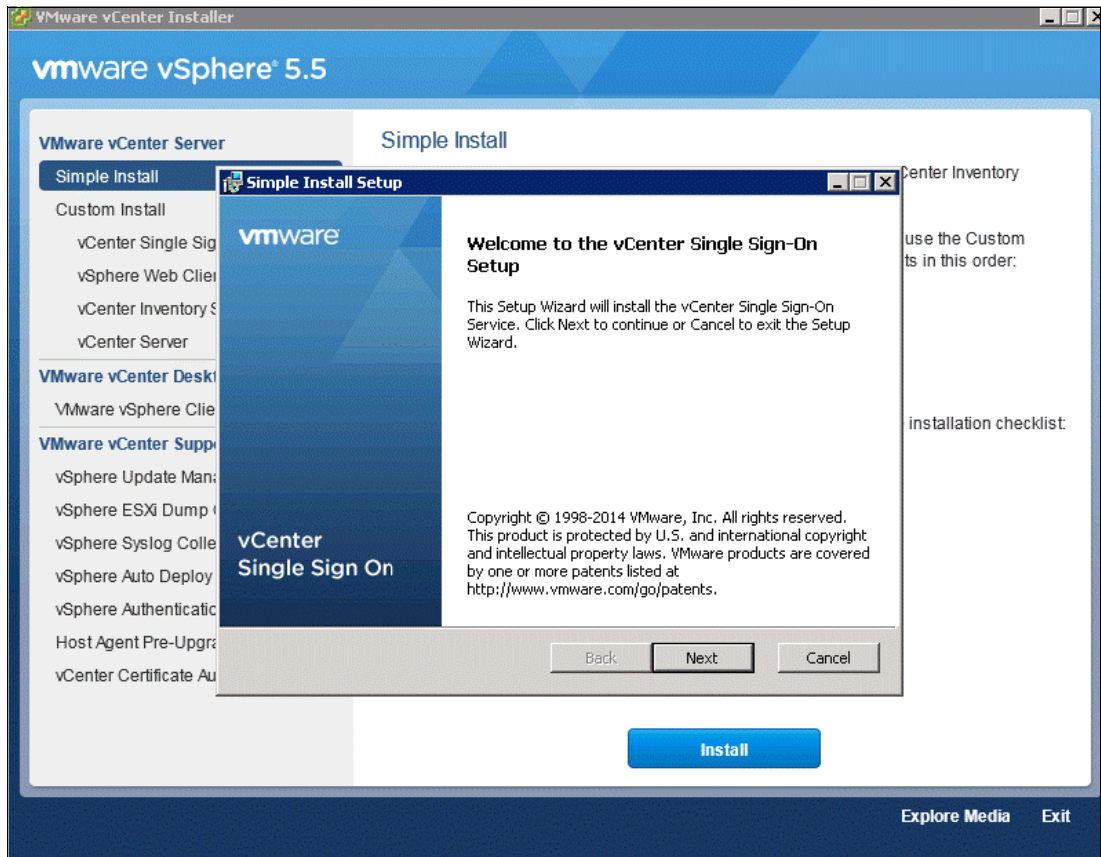 VMware vCenter Installer
vmware vSphere® 5.5
VMware vCenter Server
Simple Install
Custom Install
vCenter Single Sig
vSphere Web Clie
vCenter Inventory S
vCenter Server
VMware vCenter Deskt
VMware vSphere Clie
VMware vCenter Supp
vSphere Update Mana
vSphere ESXi Dump
vSphere Syslog Colle
vSphere Auto Deploy
vSphere Authenticatio
Host Agent Pre-Upgra
vCenter Certificate Au
Simple Install
Center Inventory
use the Custom
ts in this order:
installation checklist:
Simple Install Setup
vmware
vCenter
Single Sign On
Welcome to the vCenter Single Sign-On
Setup
This Setup Wizard will install the vCenter Single Sign-On
Service. Click Next to continue or Cancel to exit the Setup
Wizard.
Copyright © 1998-2014 VMware, Inc. All rights reserved.
This product is protected by U.S. and international copyright
and intellectual property laws. VMware products are covered
by one or more patents listed at
http://www.vmware.com/go/patents.
Back Next Cancel
Install
Explore Media Exit